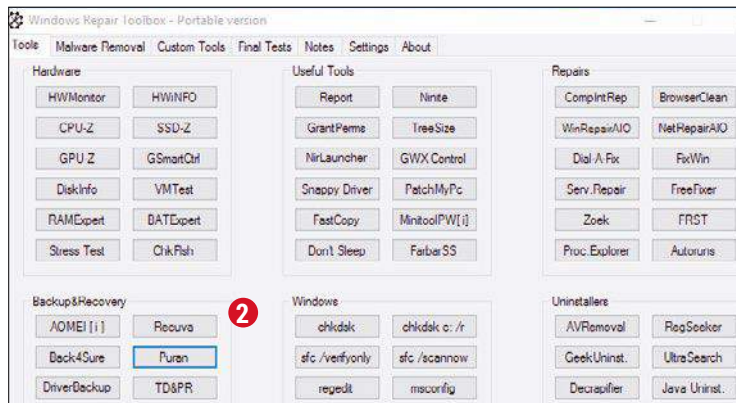 Windows Repair Toolbox - Portable version
Tools Malware Removal Custom Tools Final Tests Notes Settings About
Hardware
HWMonitor HWiNFO
CPU-Z SSD-Z
GPU Z GSmartCtrl
DiskInfo VMTest
RAMExpert BATExpert
Stress Test ChkFlsh
Useful Tools
Report Ninite
GrantPerms TreeSize
NirLauncher GWX Control
Snappy Driver PatchMyPc
FastCopy MinitoolPW[i]
Don't Sleep FarbarSS
Repairs
CompIntRep BrowserClean
WinRepairAIO NetRepairAIO
Dial-A-Fix FixWin
Serv.Repair FreeFixer
Zoek FRST
Proc.Explorer Autoruns
Backup&Recovery
AOMEI [i] Recuva
Back4Sure Puran
DriverBackup TD&PR
2
Windows
chkdsk chkdsk c: /r
sfc /verifyonly sfc /scannow
regedit msconfig
Uninstallers
AVRemoval RegSeeker
GeekUninst. UltraSearch
Decrapifier Java Uninst.